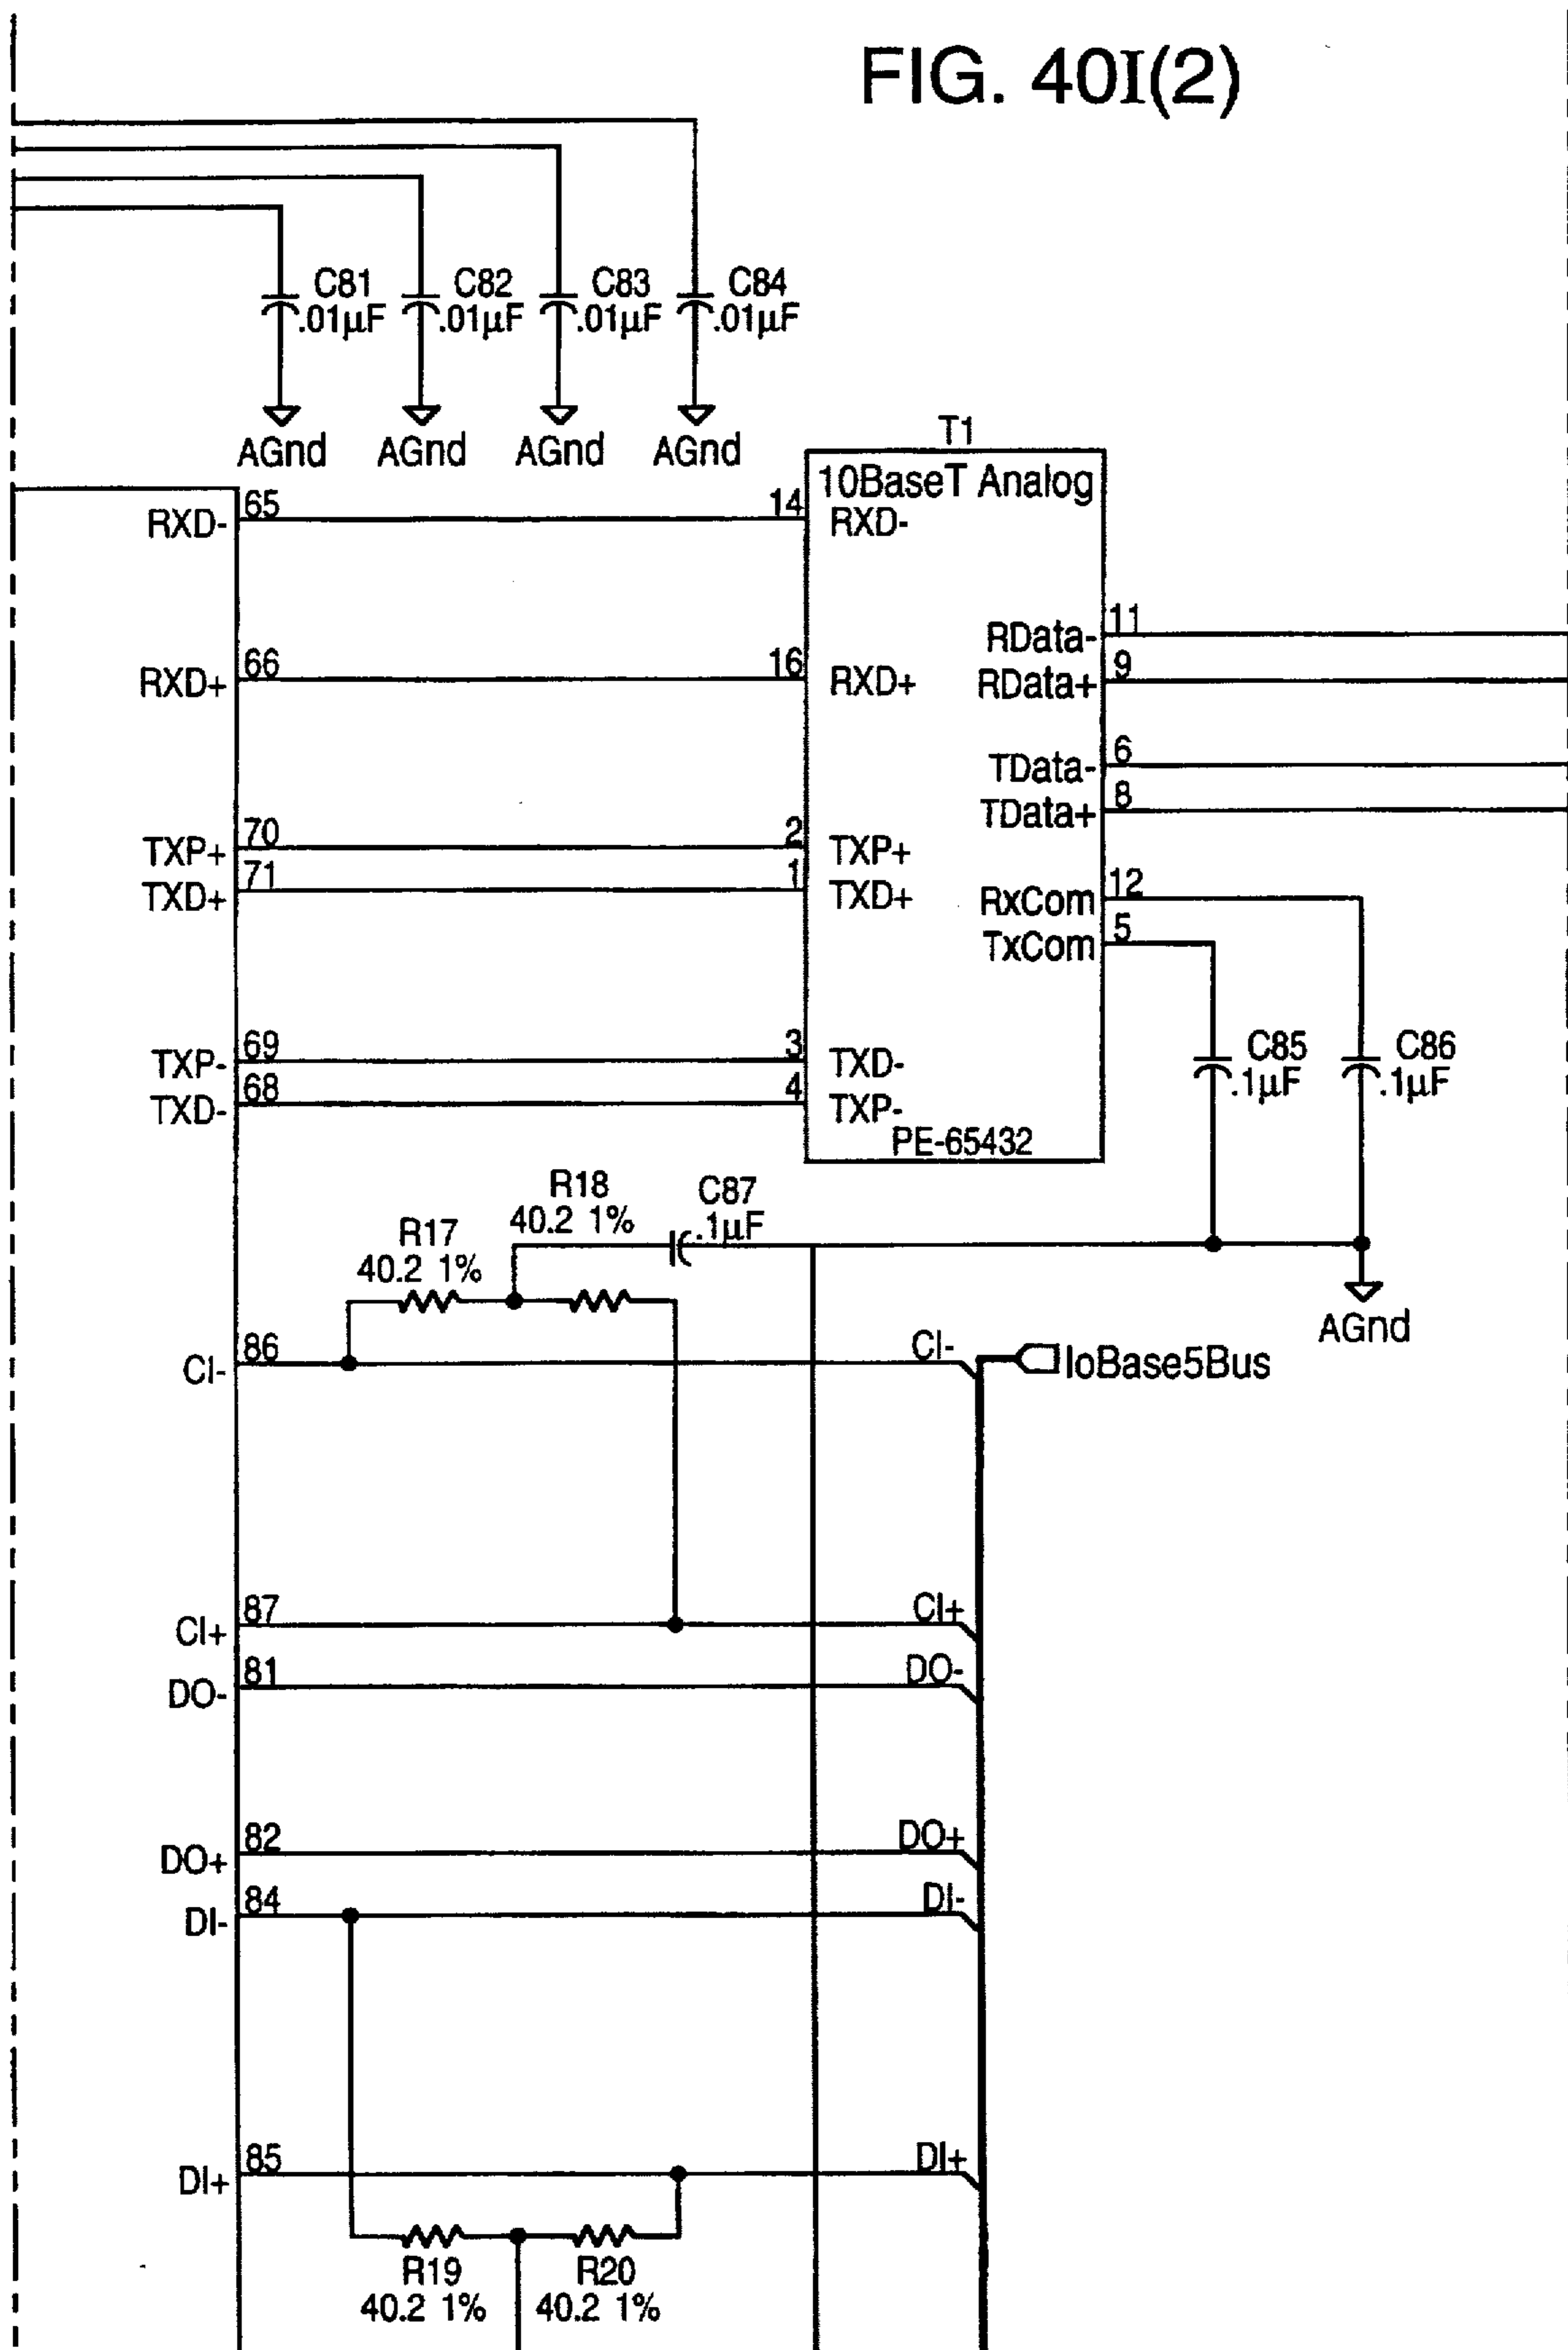 FIG. 40I(2)
C81
.01µF
C82
.01µF
C83
.01µF
C84
.01µF
AGnd
AGnd
AGnd
AGnd
T1
10BaseT Analog
RXD-
65
14
RXD-
RData-
11
RXD+
66
16
RXD+
RData+
9
TData-
6
TData+
8
TXP+
70
2
TXP+
TXD+
71
1
TXD+
RxCom
12
TxCom
5
TXP-
69
3
TXD-
C85
.1µF
C86
.1µF
TXD-
68
4
TXP-
PE-65432
R17
40.2 1%
R18
40.2 1%
C87
.1µF
AGnd
CI-
86
CI-
IoBase5Bus
CI+
87
CI+
DO-
81
DO-
DO+
82
DO+
DI-
84
DI-
DI+
85
DI+
R19
40.2 1%
R20
40.2 1%